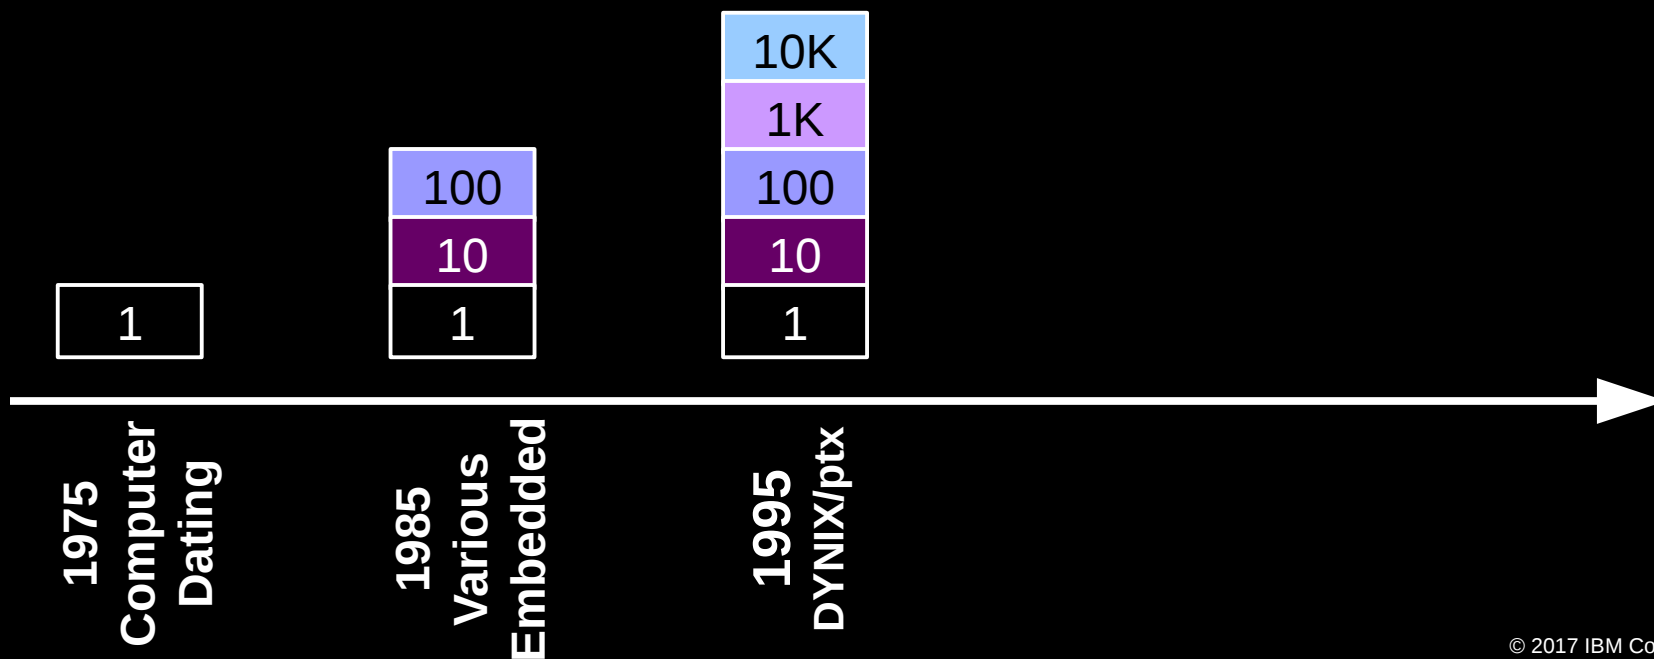 10K
1K
100
10
1
100
10
1
1
1975
Computer
Dating
1985
Various
Embedded
1995
DYNIX/ptx
© 2017 IBM Co